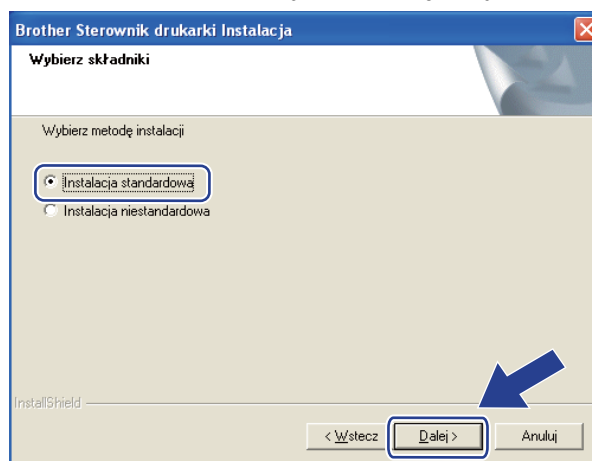 Brother Sterownik drukarki Instalacja
Wybierz składniki
Wybierz metodę instalacji
Instalacja standardowa
Instalacja niestandardowa
InstallShield
< Wstecz
Dalej >
Anuluj